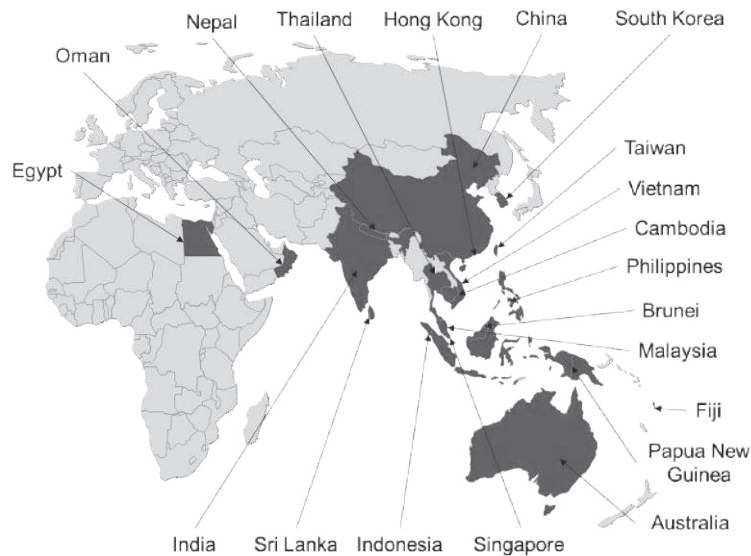 Nepal
Thailand
Hong Kong
China
South Korea
Oman
Egypt
Taiwan
Vietnam
Cambodia
Philippines
Brunei
Malaysia
Fiji
Papua New
Guinea
Australia
India
Sri Lanka
Indonesia
Singapore